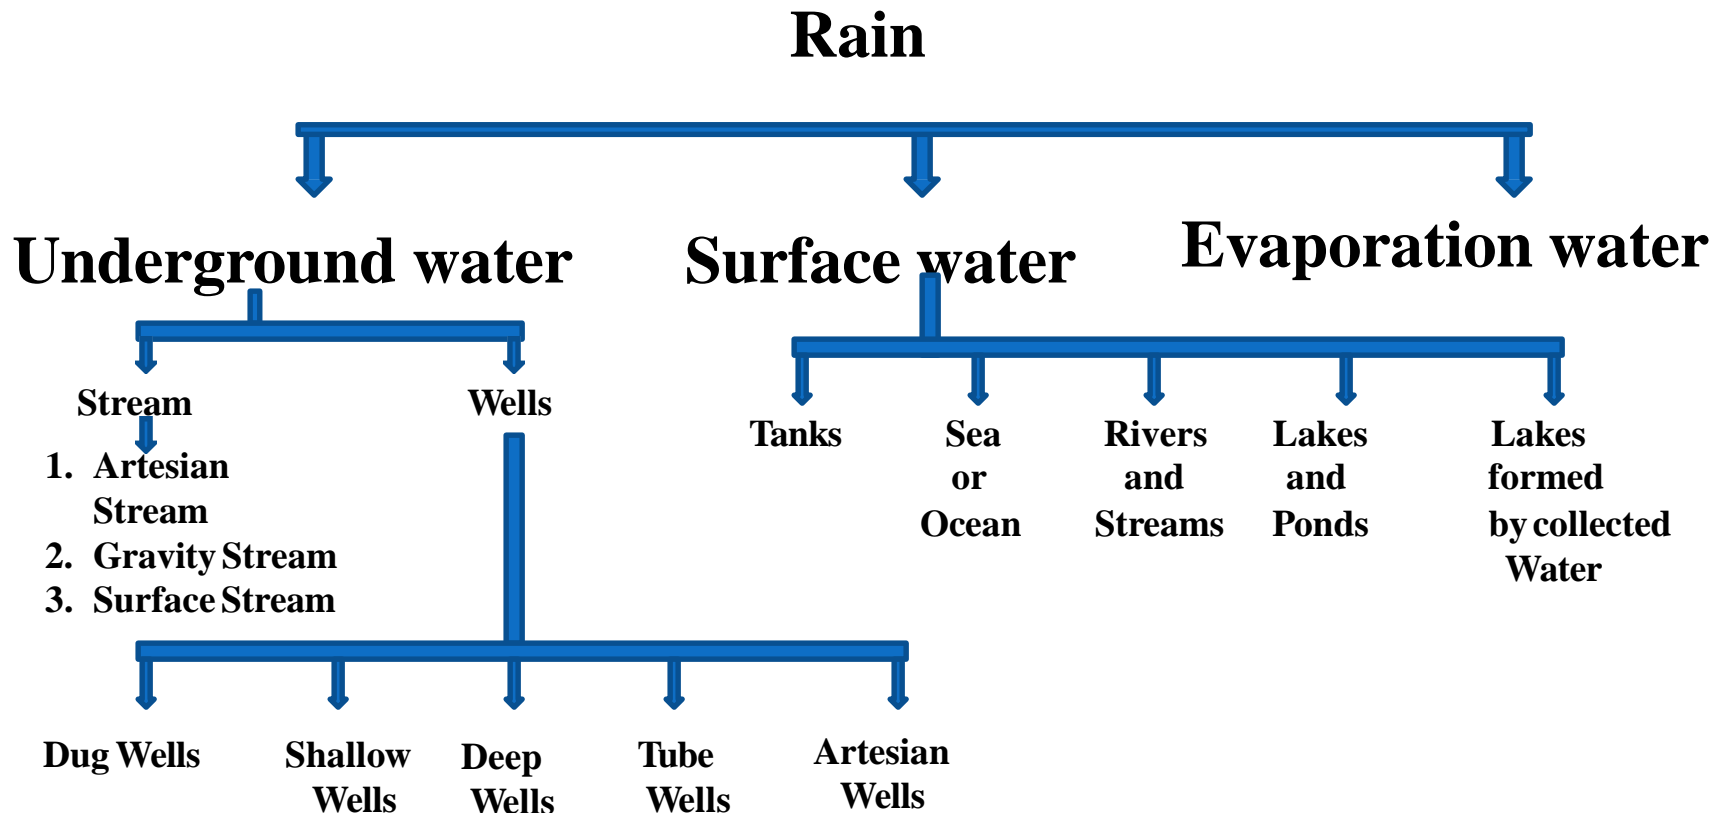 Rain
Underground water
Surface water
Evaporation water
Stream
Wells
1. Artesian
Stream
2. Gravity Stream
3. Surface Stream
Tanks
Sea
or
Ocean
Rivers
and
Streams
Lakes
and
Ponds
Lakes
formed
by collected
Water
Dug Wells
Shallow
Wells
Deep
Wells
Tube
Wells
Artesian
Wells